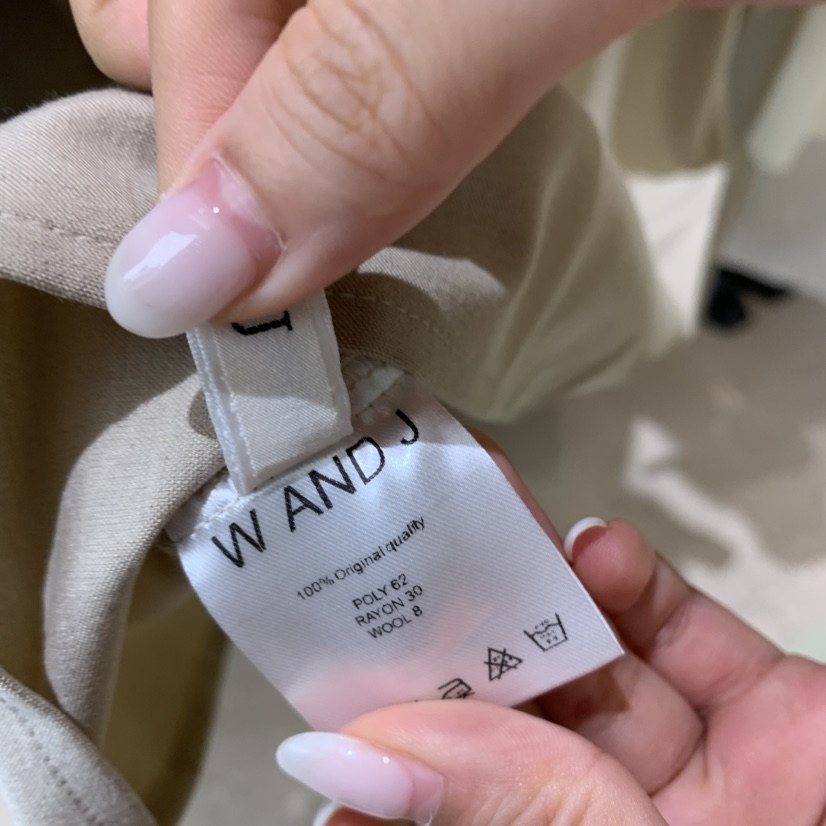 W AND J
100% Original quality
POLY 62
RAYON 30
WOOL 8